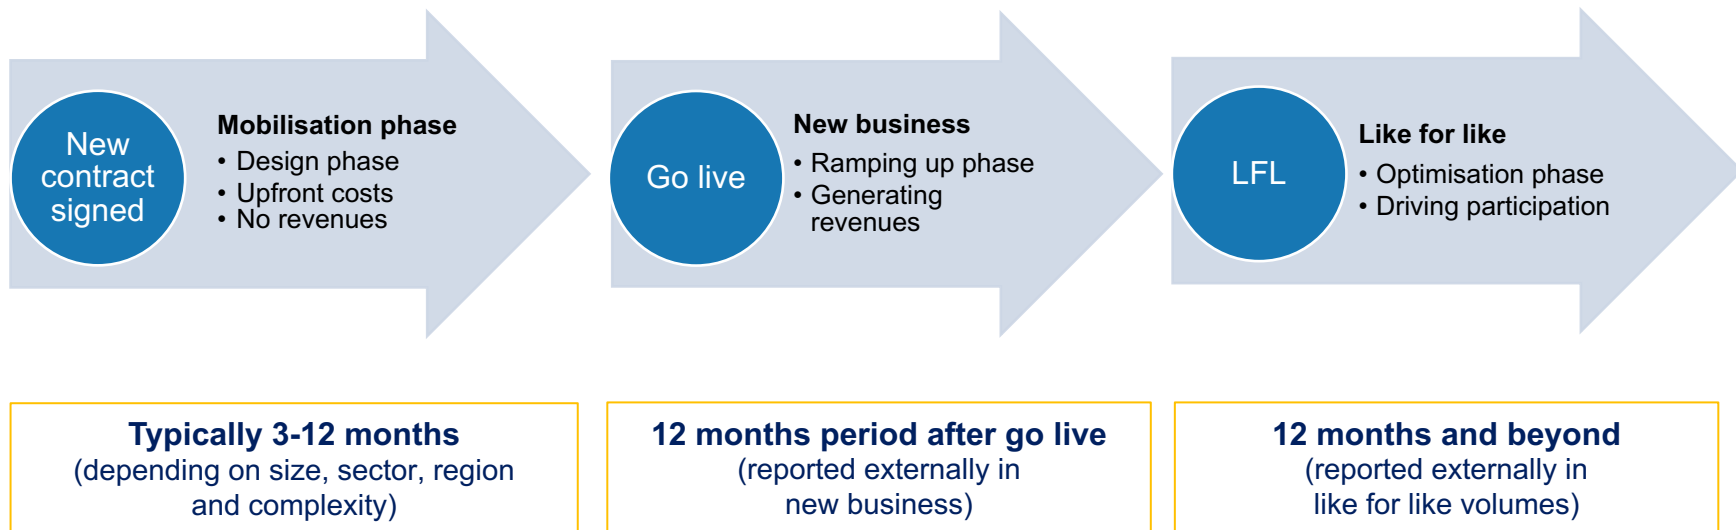 New
contract
signed
Mobilisation phase
• Design phase
• Upfront costs
• No revenues
Go live
New business
• Ramping up phase
• Generating
revenues
LFL
Like for like
• Optimisation phase
• Driving participation
Typically 3-12 months
(depending on size, sector, region
and complexity)
12 months period after go live
(reported externally in
new business)
12 months and beyond
(reported externally in
like for like volumes)